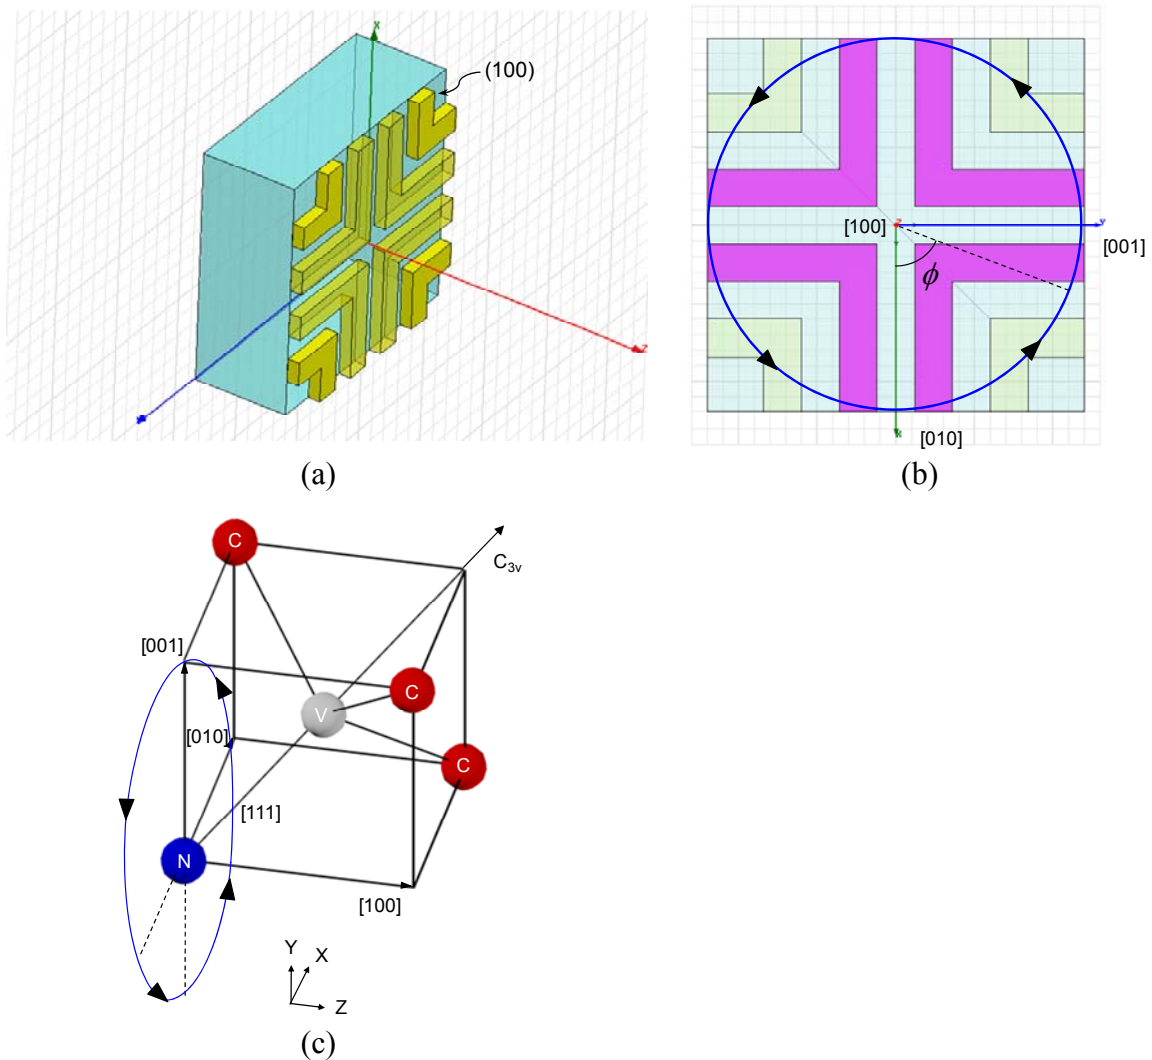 X
(100)
Z
(a)
[100]
z
Y
[001]
ϕ
X
[010]
(b)
C
C3v
[001]
C
V
[010]
C
[111]
N
[100]
Y
X
Z
(c)